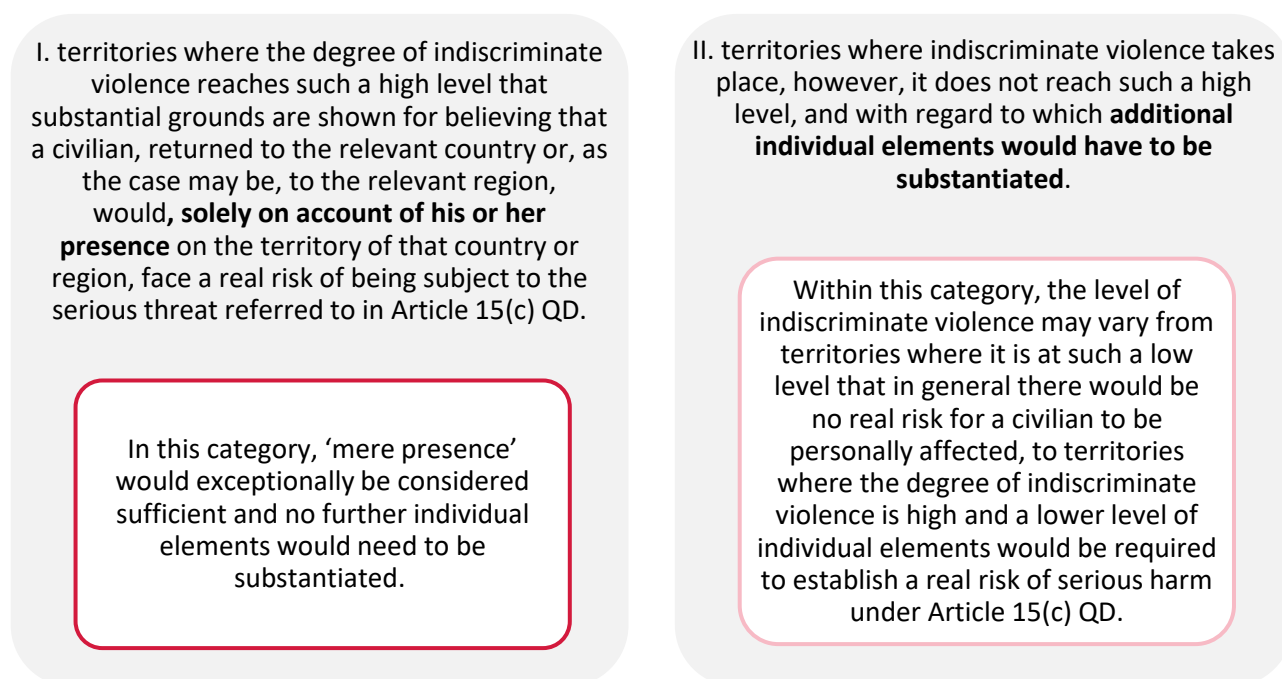 I. territories where the degree of indiscriminate
violence reaches such a high level that
substantial grounds are shown for believing that
a civilian, returned to the relevant country or, as
the case may be, to the relevant region,
would, solely on account of his or her
presence on the territory of that country or
region, face a real risk of being subject to the
serious threat referred to in Article 15(c) QD.
In this category, ‘mere presence’
would exceptionally be considered
sufficient and no further individual
elements would need to be
substantiated.
II. territories where indiscriminate violence takes
place, however, it does not reach such a high
level, and with regard to which additional
individual elements would have to be
substantiated.
Within this category, the level of
indiscriminate violence may vary from
territories where it is at such a low
level that in general there would be
no real risk for a civilian to be
personally affected, to territories
where the degree of indiscriminate
violence is high and a lower level of
individual elements would be required
to establish a real risk of serious harm
under Article 15(c) QD.